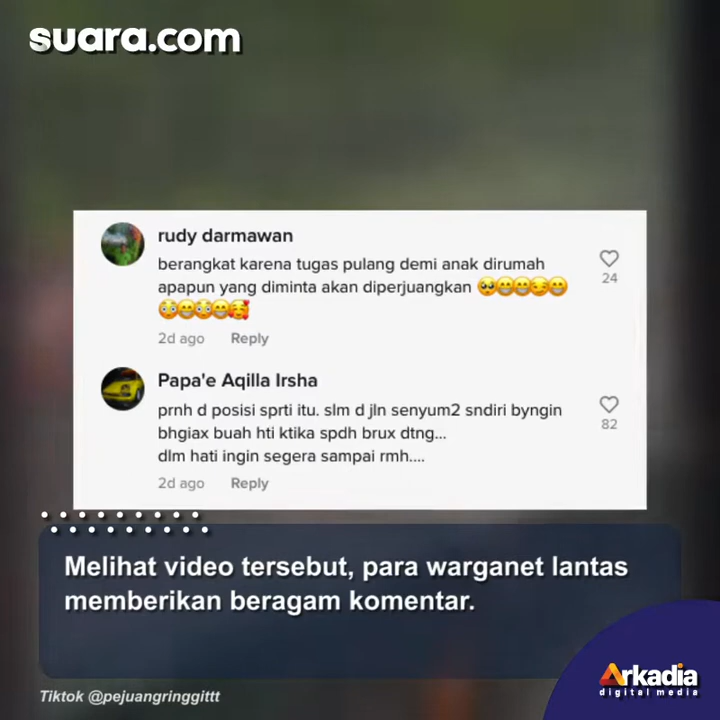 suara.com
rudy darmawan
berangkat karena tugas pulang demi anak dirumah
apapun yang diminta akan diperjuangkan 🥺😁😁😏😁
😳😁😳😁🥰
24
2d ago Reply
Papa'e Aqilla Irsha
prnh d posisi sprti itu. slm d jln senyum2 sndiri byngin
bhgiax buah hti ktika spdh brux dtng...
dlm hati ingin segera sampai rmh....
82
2d ago Reply
Melihat video tersebut, para warganet lantas
memberikan beragam komentar.
Tiktok @pejuangringgittt
Arkadia
digital media